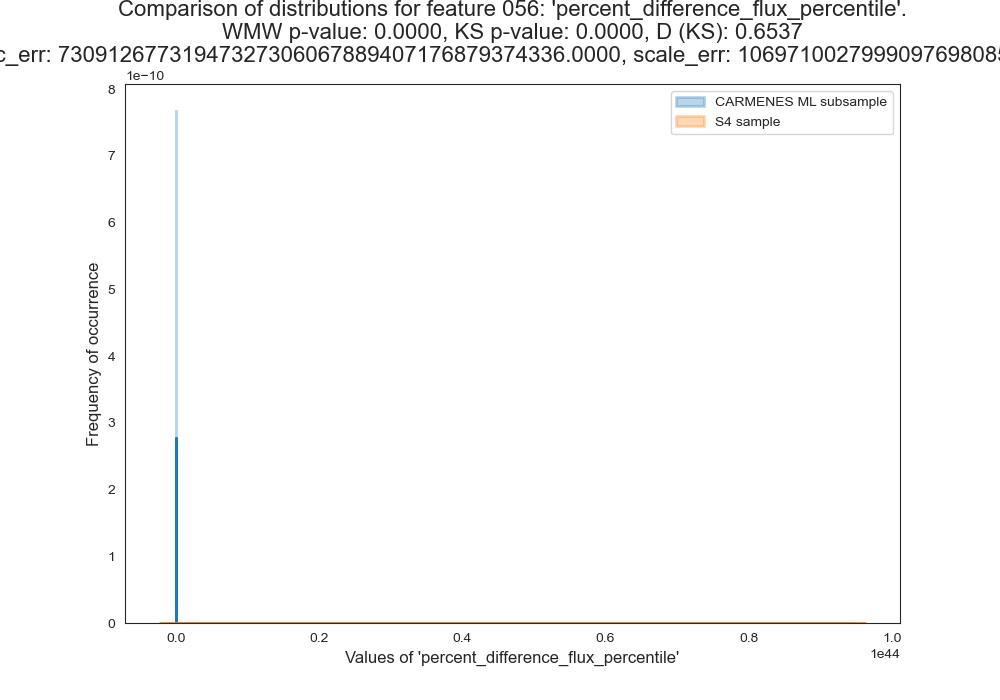 Comparison of distributions for feature 056: 'percent_difference_flux_percentile'.
WMW p-value: 0.0000, KS p-value: 0.0000, D (KS): 0.6537
c_err: 7309126773194732730606788940717687937​4336.0000, scale_err: 1069710027999097698085
1e−10
8
7
6
5
4
3
2
1
0
Frequency of occurrence
CARMENES ML subsample
S4 sample
0.0 0.2 0.4 0.6 0.8 1.0
1e44
Values of 'percent_difference_flux_percentile'